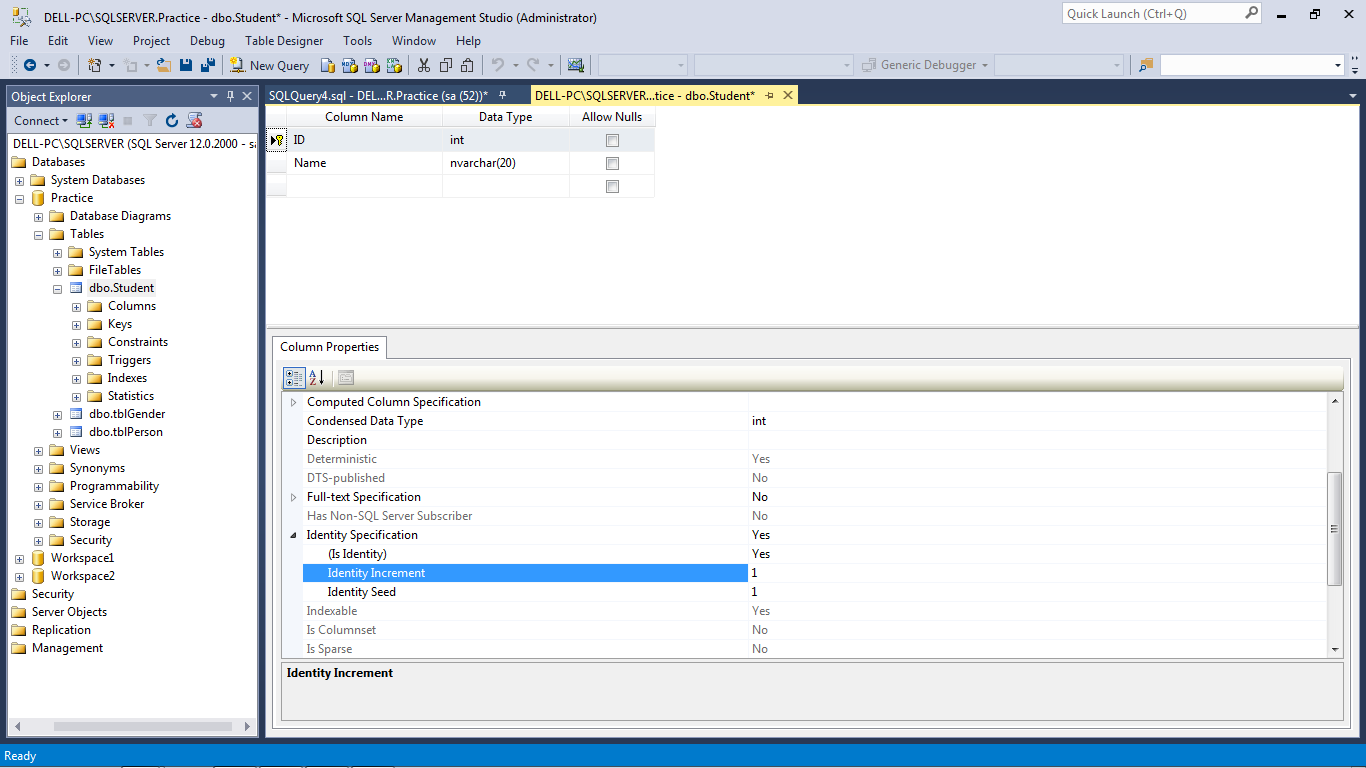 DELL-PC\SQLSERVER.Practice - dbo.Student* - Microsoft SQL Server Management Studio (Administrator)
Quick Launch (Ctrl+Q)
File Edit View Project Debug Table Designer Tools Window Help
New Query
Generic Debugger
Object Explorer
SQLQuery4.sql - DEL...R.Practice (sa (52))*
DELL-PC\SQLSERVER...tice - dbo.Student*
Connect
DELL-PC\SQLSERVER (SQL Server 12.0.2000 - sa
Databases
System Databases
Practice
Database Diagrams
Tables
System Tables
FileTables
dbo.Student
Columns
Keys
Constraints
Triggers
Indexes
Statistics
dbo.tblGender
dbo.tblPerson
Views
Synonyms
Programmability
Service Broker
Storage
Security
Workspace1
Workspace2
Security
Server Objects
Replication
Management
Column Name Data Type Allow Nulls
ID int
Name nvarchar(20)
Column Properties
Computed Column Specification
Condensed Data Type int
Description
Deterministic Yes
DTS-published No
Full-text Specification No
Has Non-SQL Server Subscriber No
Identity Specification Yes
(Is Identity) Yes
Identity Increment 1
Identity Seed 1
Indexable Yes
Is Columnset No
Is Sparse No
Identity Increment
Ready